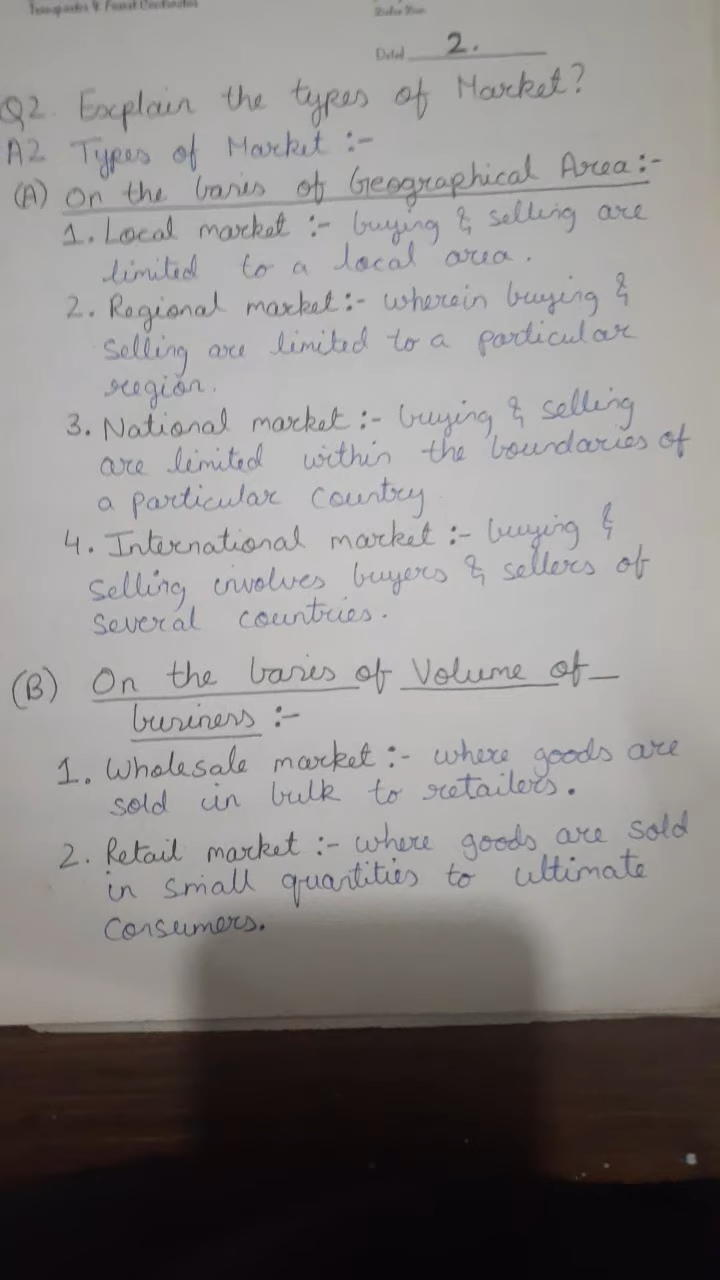 Dated 2.
Q2. Explain the types of Market?
A2 Types of Market :-
(A) On the basis of Geographical Area:-
1. Local market :- buying & selling are
limited to a local area.
2. Regional market:- wherein buying &
selling are limited to a particular
region.
3. National market :- buying & selling
are limited within the boundaries of
a particular country
4. International market :- buying &
selling involves buyers & sellers of
several countries.
(B) On the basis of Volume of
business :-
1. Wholesale market :- where goods are
sold in bulk to retailers.
2. Retail market :- where goods are sold
in small quantities to ultimate
consumers.